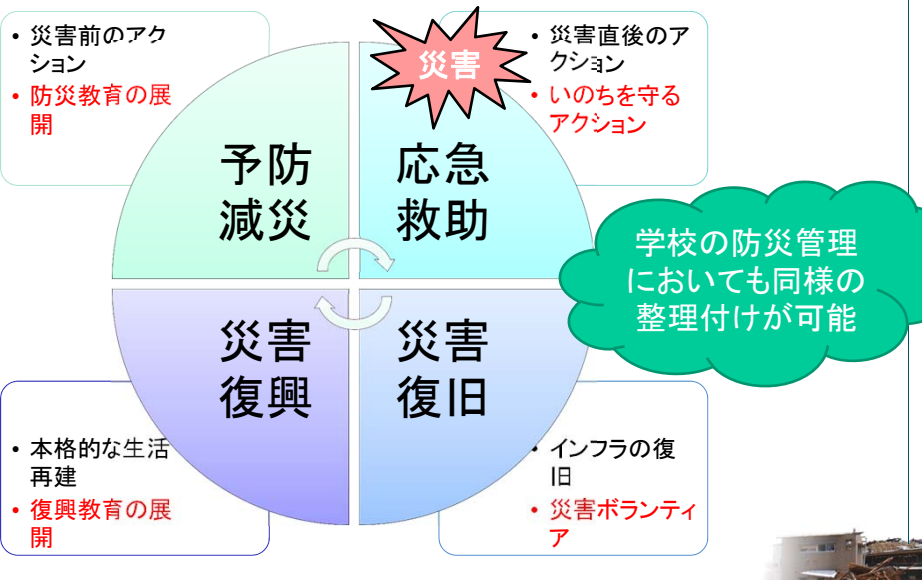 ・災害前のアク
ション
・防災教育の展
開
災害
・災害直後のア
クション
・いのちを守る
アクション
予防
減災
応急
救助
学校の防災管理
においても同様の
整理付けが可能
災害
復興
災害
復旧
・本格的な生活
再建
・復興教育の展
開
・インフラの復
旧
・災害ボランティ
ア